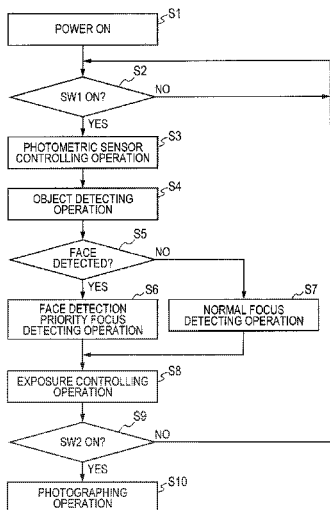 S1
POWER ON
S2
SW1 ON?
NO
YES
S3
PHOTOMETRIC SENSOR
CONTROLLING OPERATION
S4
OBJECT DETECTING
OPERATION
S5
FACE
DETECTED?
NO
YES
S6
FACE DETECTION
PRIORITY FOCUS
DETECTING OPERATION
S7
NORMAL FOCUS
DETECTING OPERATION
S8
EXPOSURE CONTROLLING
OPERATION
S9
SW2 ON?
NO
YES
S10
PHOTOGRAPHING
OPERATION